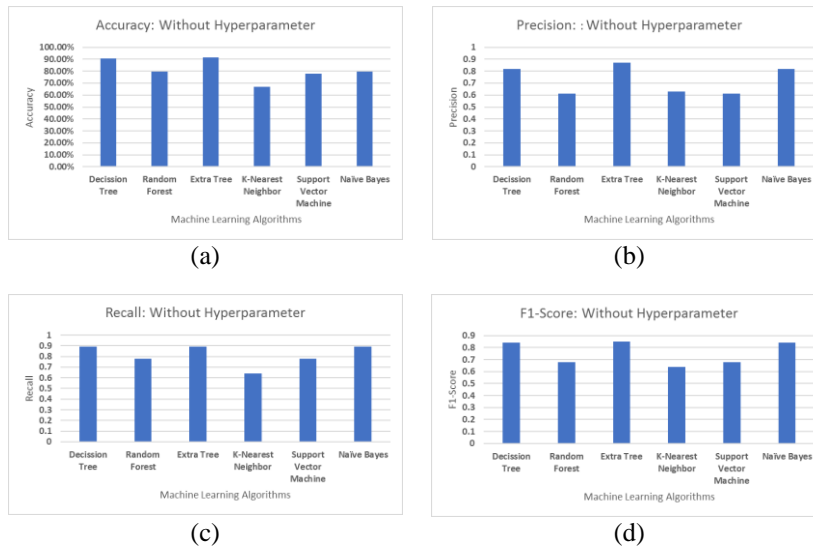 Accuracy: Without Hyperparameter
100.00%
90.00%
80.00%
70.00%
60.00%
50.00%
40.00%
30.00%
20.00%
10.00%
0.00%
Accuracy
Decission Tree
Random Forest
Extra Tree
K-Nearest Neighbor
Support Vector Machine
Naïve Bayes
Machine Learning Algorithms
(a)
Precision: : Without Hyperparameter
1
0.9
0.8
0.7
0.6
0.5
0.4
0.3
0.2
0.1
0
Precision
Decission Tree
Random Forest
Extra Tree
K-Nearest Neighbor
Support Vector Machine
Naïve Bayes
Machine Learning Algorithms
(b)
Recall: Without Hyperparameter
1
0.9
0.8
0.7
0.6
0.5
0.4
0.3
0.2
0.1
0
Recall
Decission Tree
Random Forest
Extra Tree
K-Nearest Neighbor
Support Vector Machine
Naïve Bayes
Machine Learning Algorithms
(c)
F1-Score: Without Hyperparameter
0.9
0.8
0.7
0.6
0.5
0.4
0.3
0.2
0.1
0
F1-Score
Decission Tree
Random Forest
Extra Tree
K-Nearest Neighbor
Support Vector Machine
Naïve Bayes
Machine Learning Algorithms
(d)